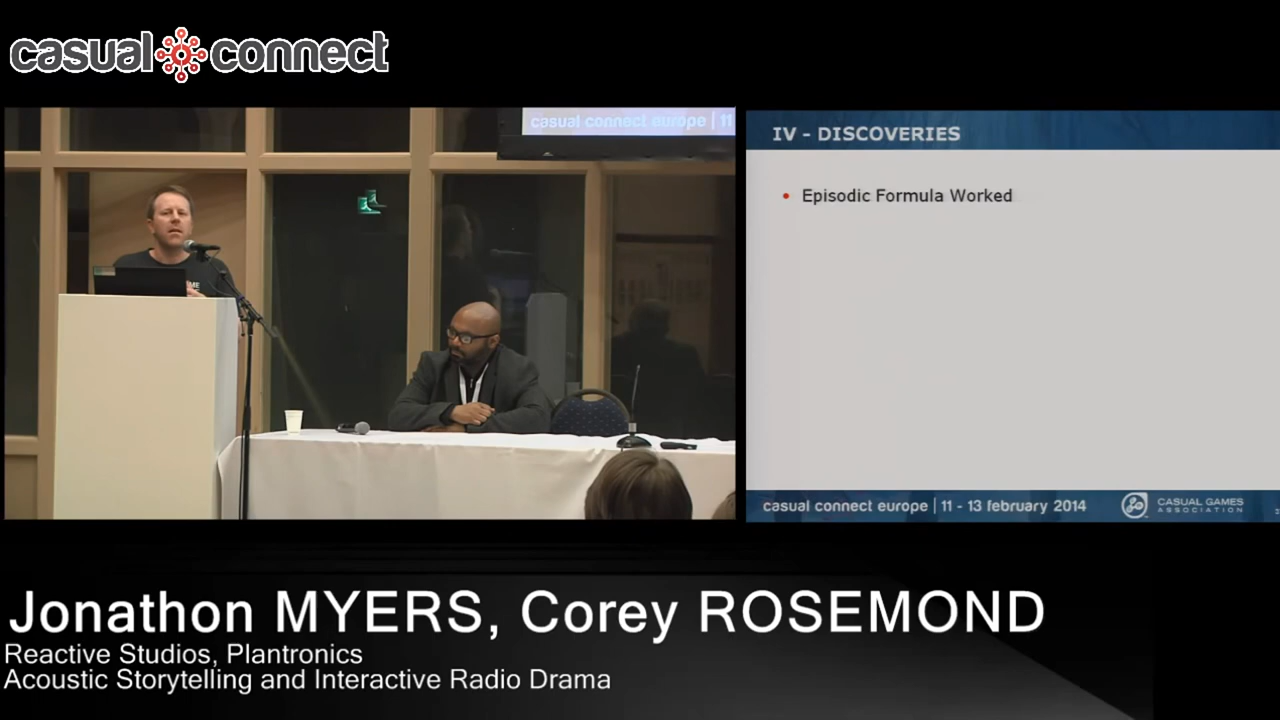 casual connect
casual connect europe | 11
IV - DISCOVERIES
• Episodic Formula Worked
casual connect europe | 11 - 13 february 2014
CASUAL GAMES
ASSOCIATION
Jonathon MYERS, Corey ROSEMOND
Reactive Studios, Plantronics
Acoustic Storytelling and Interactive Radio Drama